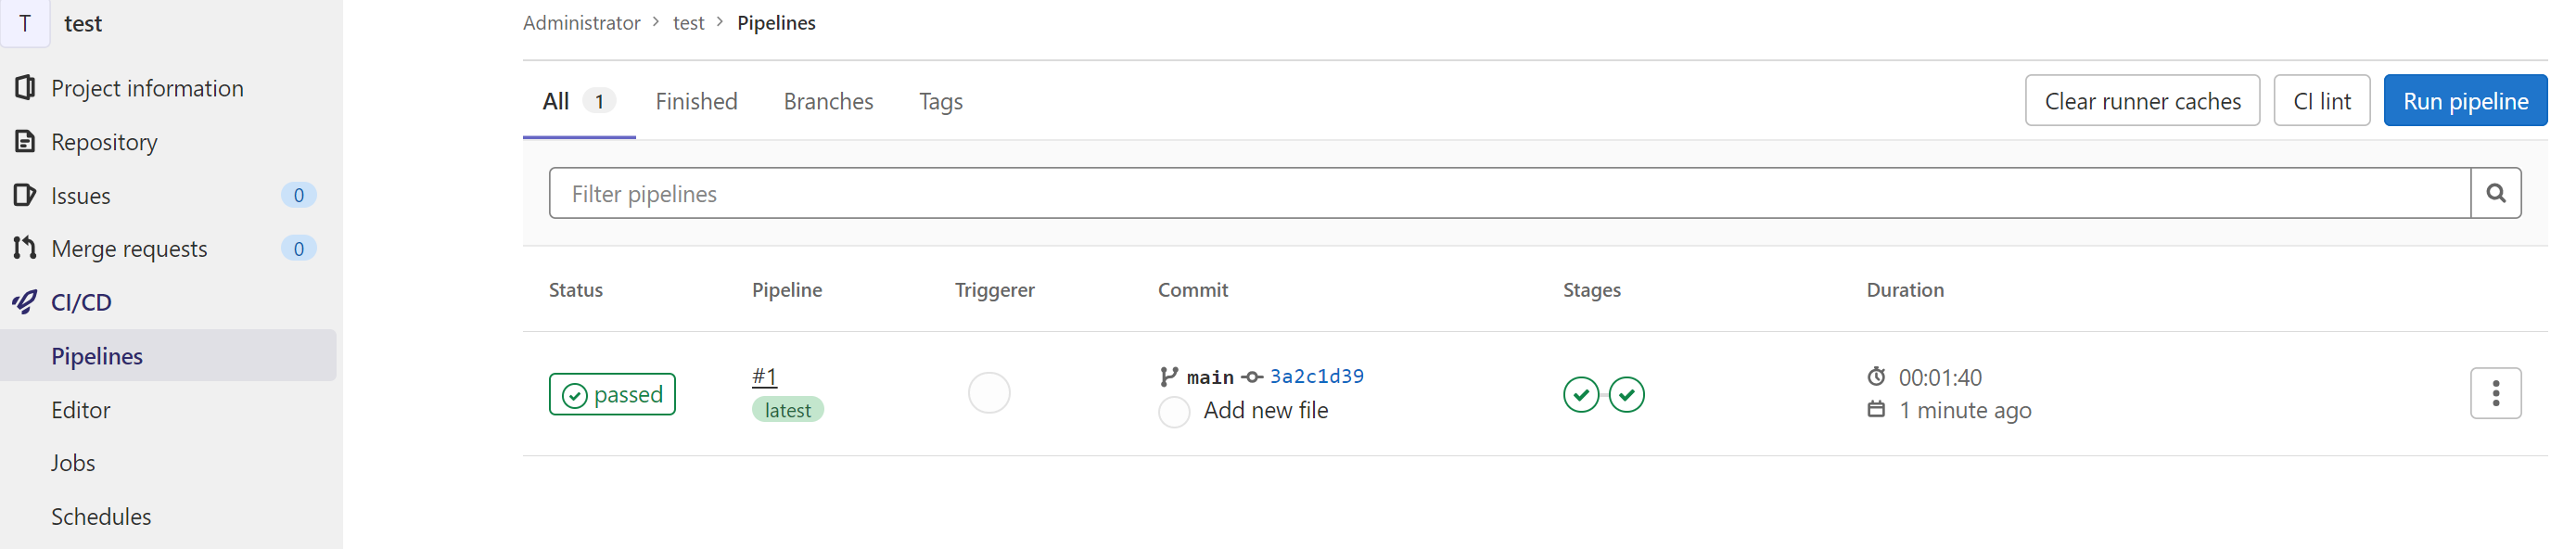 T test
Project information
Repository
Issues 0
Merge requests 0
CI/CD
Pipelines
Editor
Jobs
Schedules
Administrator > test > Pipelines
All 1 Finished Branches Tags Clear runner caches CI lint Run pipeline
Filter pipelines
Status Pipeline Triggerer Commit Stages Duration
passed #1 main 3a2c1d39 00:01:40
latest Add new file 1 minute ago